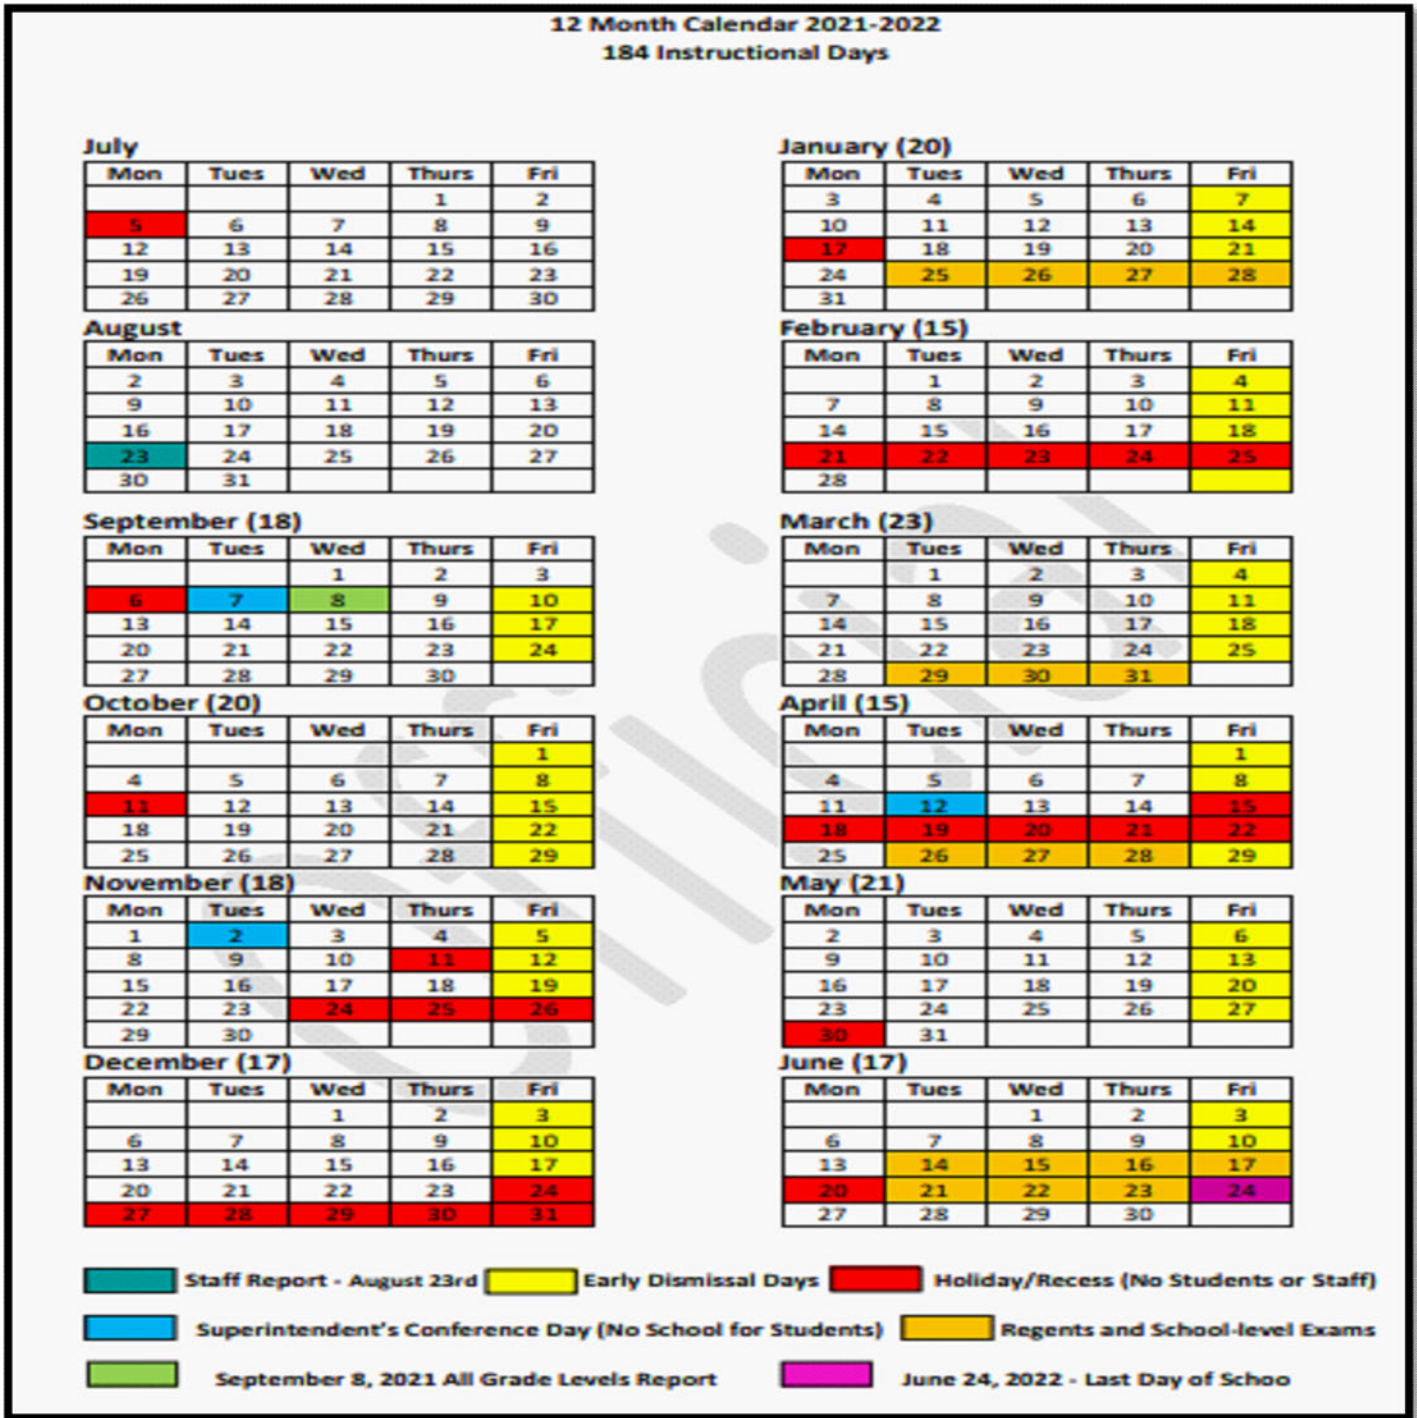 12 Month Calendar 2021-2022
184 Instructional Days
July
Mon Tues Wed Thurs Fri
1 2
5 6 7 8 9
12 13 14 15 16
19 20 21 22 23
26 27 28 29 30
August
Mon Tues Wed Thurs Fri
2 3 4 5 6
9 10 11 12 13
16 17 18 19 20
23 24 25 26 27
30 31
September (18)
Mon Tues Wed Thurs Fri
1 2 3
6 7 8 9 10
13 14 15 16 17
20 21 22 23 24
27 28 29 30
October (20)
Mon Tues Wed Thurs Fri
1
4 5 6 7 8
11 12 13 14 15
18 19 20 21 22
25 26 27 28 29
November (18)
Mon Tues Wed Thurs Fri
1 2 3 4 5
8 9 10 11 12
15 16 17 18 19
22 23 24 25 26
29 30
December (17)
Mon Tues Wed Thurs Fri
1 2 3
6 7 8 9 10
13 14 15 16 17
20 21 22 23 24
27 28 29 30 31
January (20)
Mon Tues Wed Thurs Fri
3 4 5 6 7
10 11 12 13 14
17 18 19 20 21
24 25 26 27 28
31
February (15)
Mon Tues Wed Thurs Fri
1 2 3 4
7 8 9 10 11
14 15 16 17 18
21 22 23 24 25
28
March (23)
Mon Tues Wed Thurs Fri
1 2 3 4
7 8 9 10 11
14 15 16 17 18
21 22 23 24 25
28 29 30 31
April (15)
Mon Tues Wed Thurs Fri
1
4 5 6 7 8
11 12 13 14 15
18 19 20 21 22
25 26 27 28 29
May (21)
Mon Tues Wed Thurs Fri
2 3 4 5 6
9 10 11 12 13
16 17 18 19 20
23 24 25 26 27
30 31
June (17)
Mon Tues Wed Thurs Fri
1 2 3
6 7 8 9 10
13 14 15 16 17
20 21 22 23 24
27 28 29 30
Staff Report - August 23rd Early Dismissal Days Holiday/Recess (No Students or Staff)
Superintendent's Conference Day (No School for Students) Regents and School-level Exams
September 8, 2021 All Grade Levels Report June 24, 2022 - Last Day of Schoo